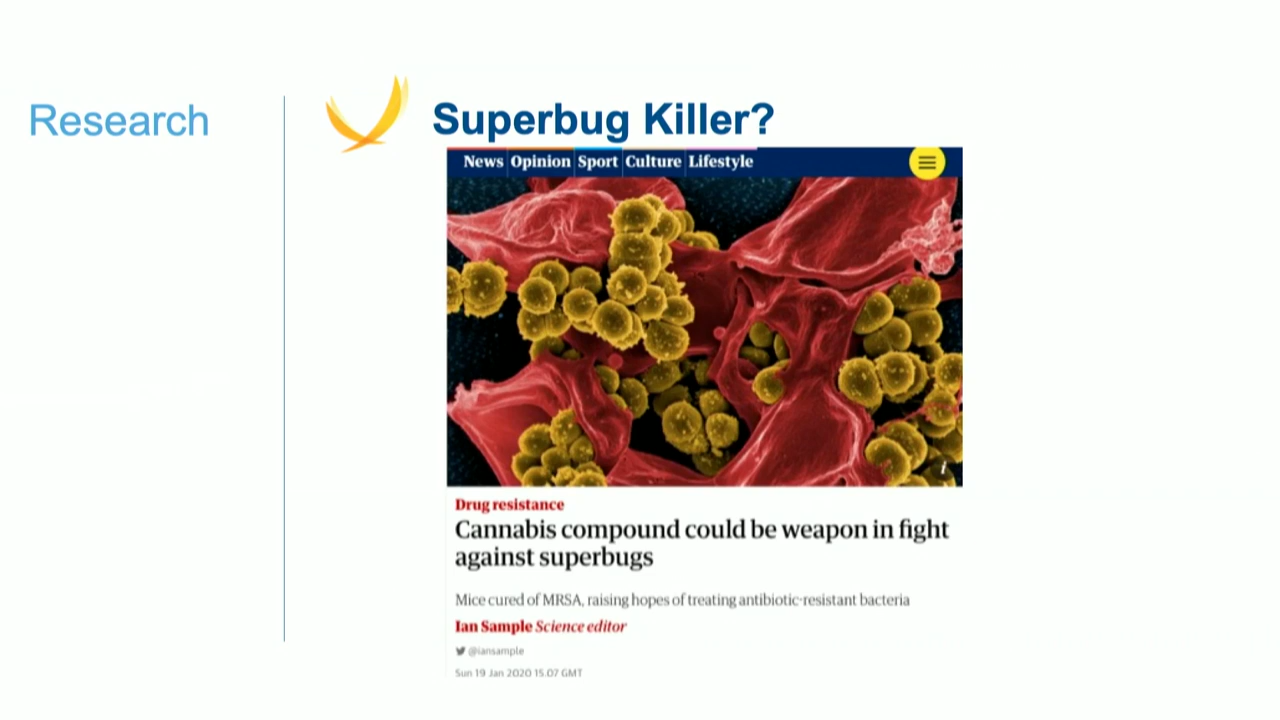 Research
Superbug Killer?
News Opinion Sport Culture Lifestyle
i
Drug resistance
Cannabis compound could be weapon in fight
against superbugs
Mice cured of MRSA, raising hopes of treating antibiotic-resistant bacteria
Ian Sample Science editor
@iansample
Sun 19 Jan 2020 15.07 GMT